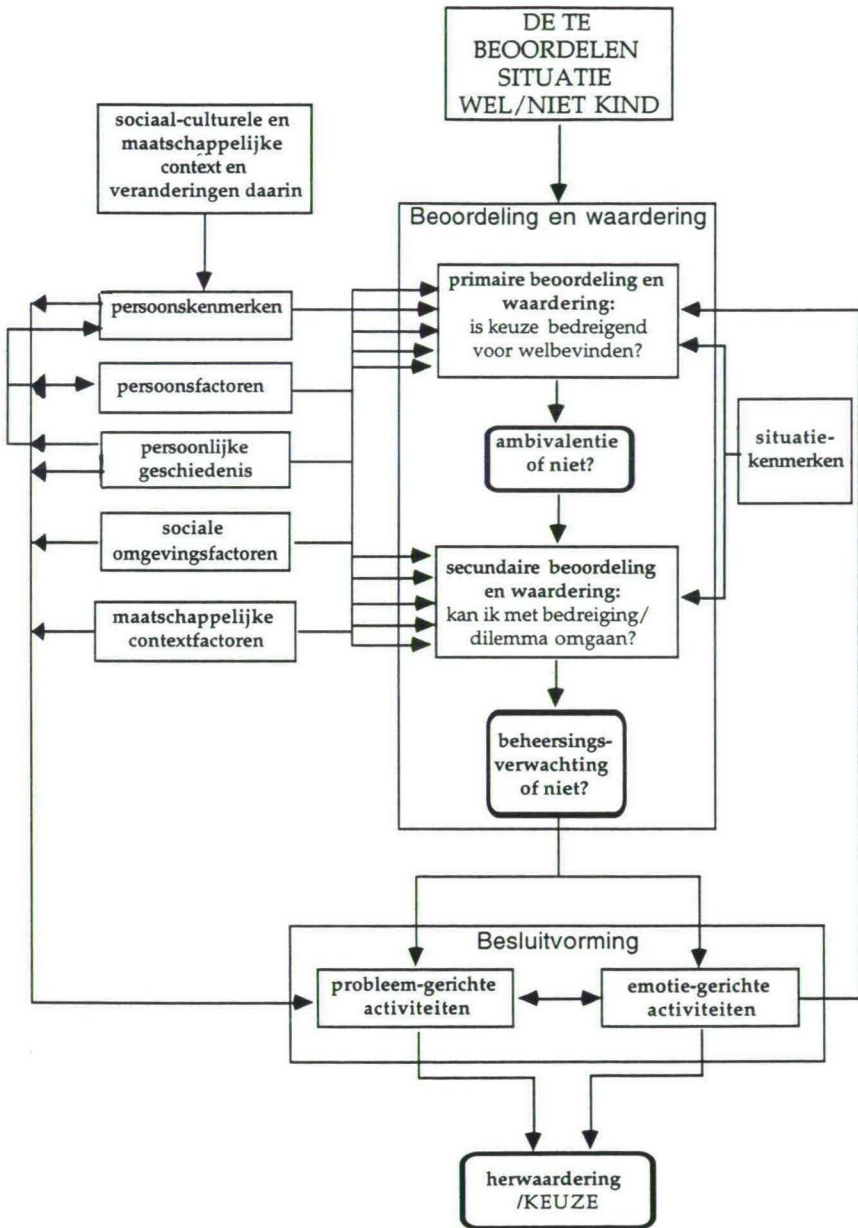 DE TE
BEOORDELEN
SITUATIE
WEL/NIET KIND
sociaal-culturele en
maatschappelijke
context en
veranderingen daarin
Beoordeling en waardering
primaire beoordeling en
waardering:
is keuze bedreigend
voor welbevinden?
persoonskenmerken
persoonsfactoren
persoonlijke
geschiedenis
ambivalentie
of niet?
situatie-
kenmerken
sociale
omgevingsfactoren
secundaire beoordeling
en waardering:
kan ik met bedreiging/
dilemma omgaan?
maatschappelijke
contextfactoren
beheersings-
verwachting
of niet?
Besluitvorming
probleem-gerichte
activiteiten
emotie-gerichte
activiteiten
herwaardering
/KEUZE